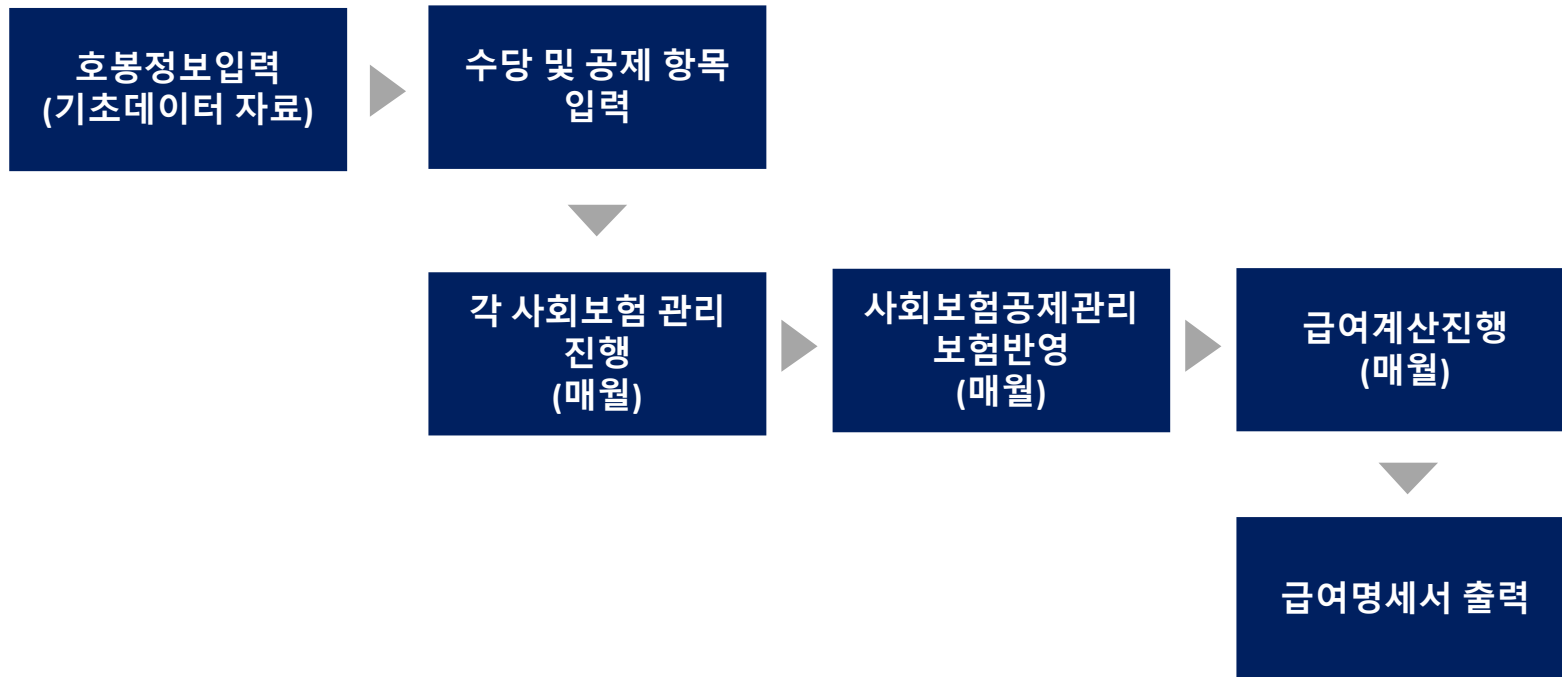 호봉정보입력
(기초데이터 자료)
수당 및 공제 항목
입력
각 사회보험 관리
진행
(매월)
사회보험공제관리
보험반영
(매월)
급여계산진행
(매월)
급여명세서 출력